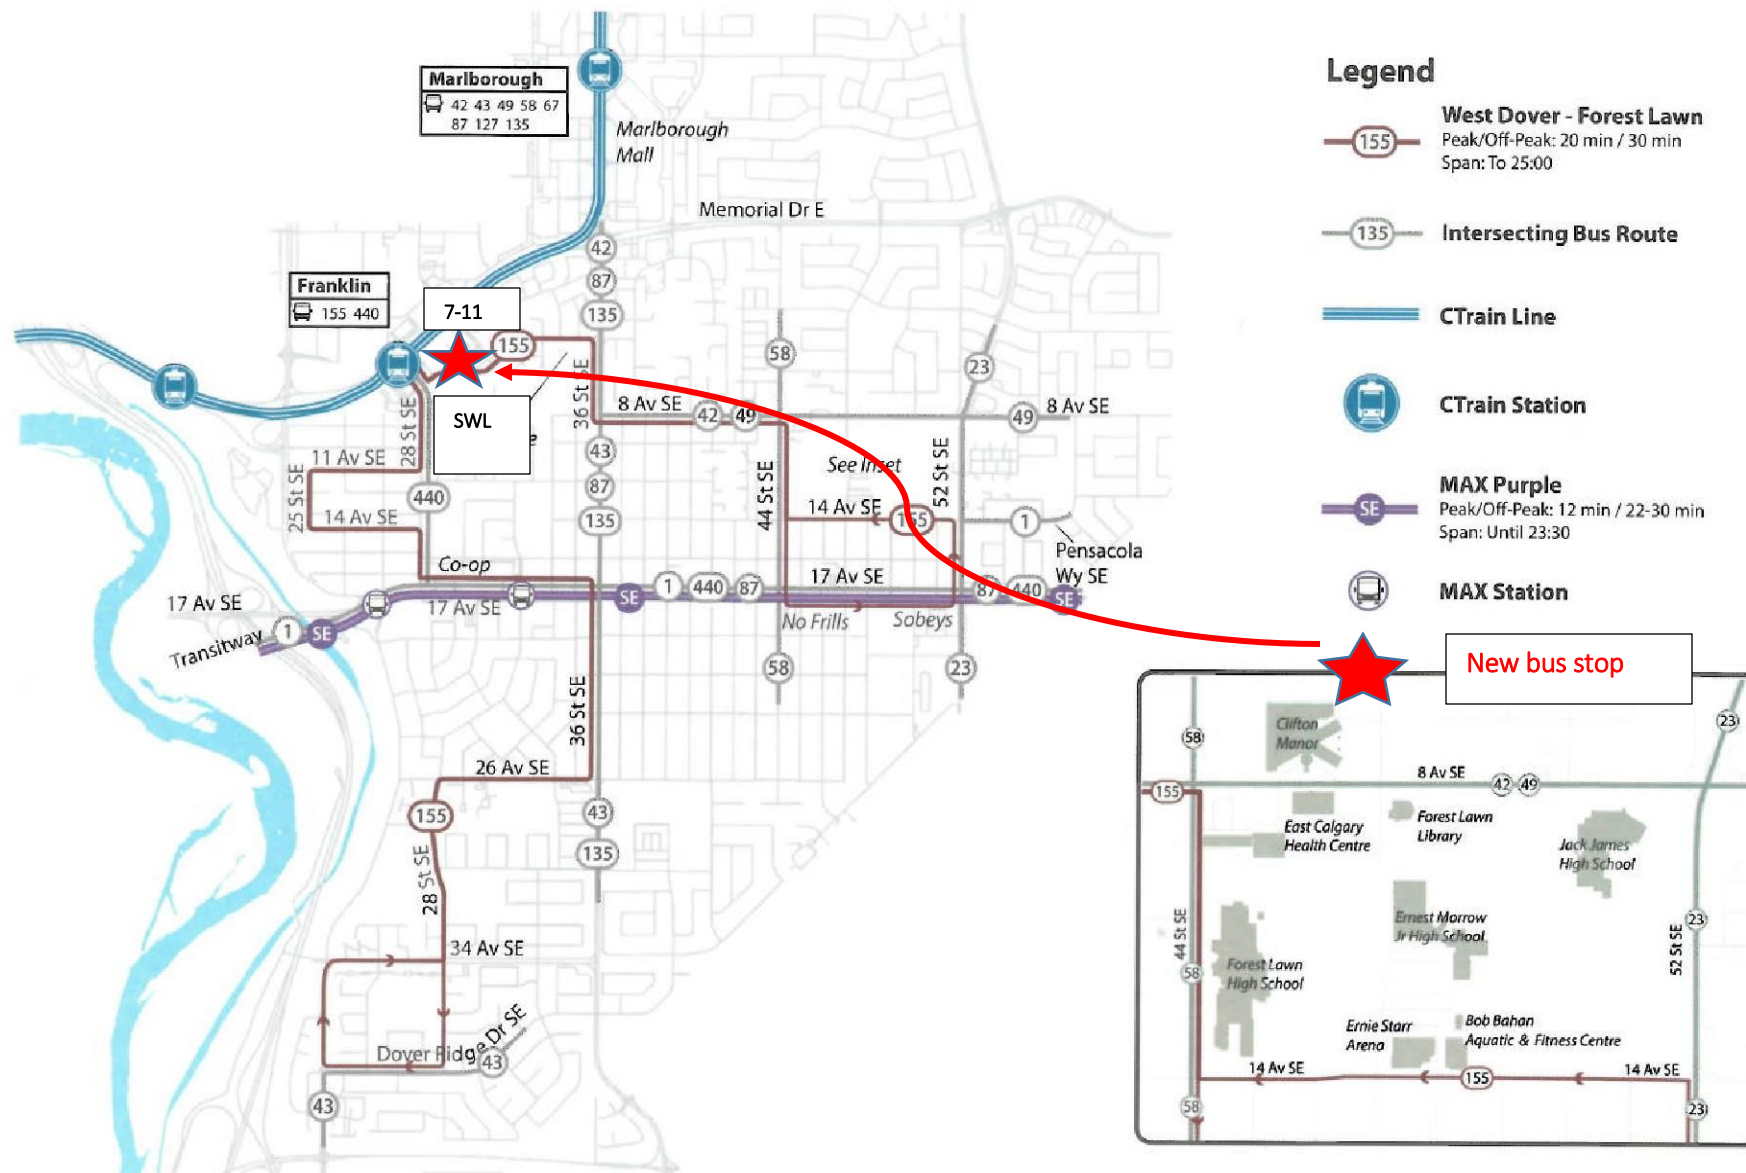 Marlborough
42 43 49 58 67
87 127 135
Marlborough
Mall
Memorial Dr E
42
87
135
Franklin
155 440
7-11
155
SWL
36 St SE
8 Av SE
42
49
58
23
49
8 Av SE
28 St SE
11 Av SE
25 St SE
14 Av SE
440
43
87
135
44 St SE
See Inset
52 St SE
14 Av SE
155
1
Pensacola
Wy SE
Co-op
17 Av SE
17 Av SE
Transitway
1
SE
SE
1
440
87
17 Av SE
87
440
SE
No Frills
Sobeys
58
23
36 St SE
26 Av SE
155
43
135
28 St SE
34 Av SE
Dover Ridge Dr SE
43
43
Legend
155
West Dover - Forest Lawn
Peak/Off-Peak: 20 min / 30 min
Span: To 25:00
135
Intersecting Bus Route
CTrain Line
CTrain Station
SE
MAX Purple
Peak/Off-Peak: 12 min / 22-30 min
Span: Until 23:30
MAX Station
New bus stop
58
Clifton
Manor
23
8 Av SE
42
49
155
East Calgary
Health Centre
Forest Lawn
Library
Jack James
High School
44 St SE
58
Ernest Morrow
Jr High School
23
52 St SE
Forest Lawn
High School
Ernie Starr
Arena
Bob Bahan
Aquatic & Fitness Centre
14 Av SE
155
14 Av SE
58
23